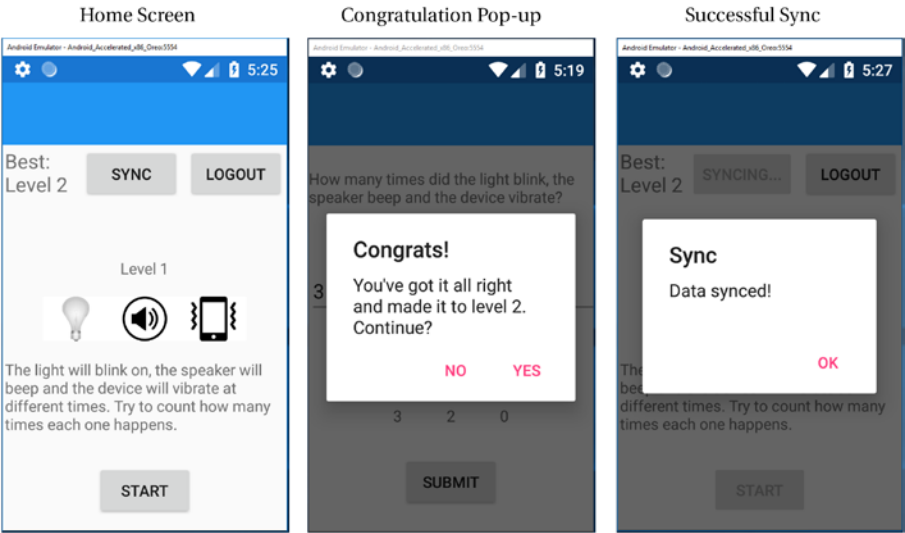 Home Screen
Android Emulator - Android_Accelerated_x86_Oreo:5554
5:25
Best:
Level 2
SYNC
LOGOUT
Level 1
The light will blink on, the speaker will
beep and the device will vibrate at
different times. Try to count how many
times each one happens.
START
Congratulation Pop-up
Android Emulator - Android_Accelerated_x86_Oreo:5554
5:19
How many times did the light blink, the
speaker beep and the device vibrate?
3
Congrats!
You've got it all right
and made it to level 2.
Continue?
NO YES
3 2 0
SUBMIT
Successful Sync
Android Emulator - Android_Accelerated_x86_Oreo:5554
5:27
Best:
Level 2
SYNCING...
LOGOUT
Sync
Data synced!
OK
The
different times. Try to count how many
times each one happens.
START